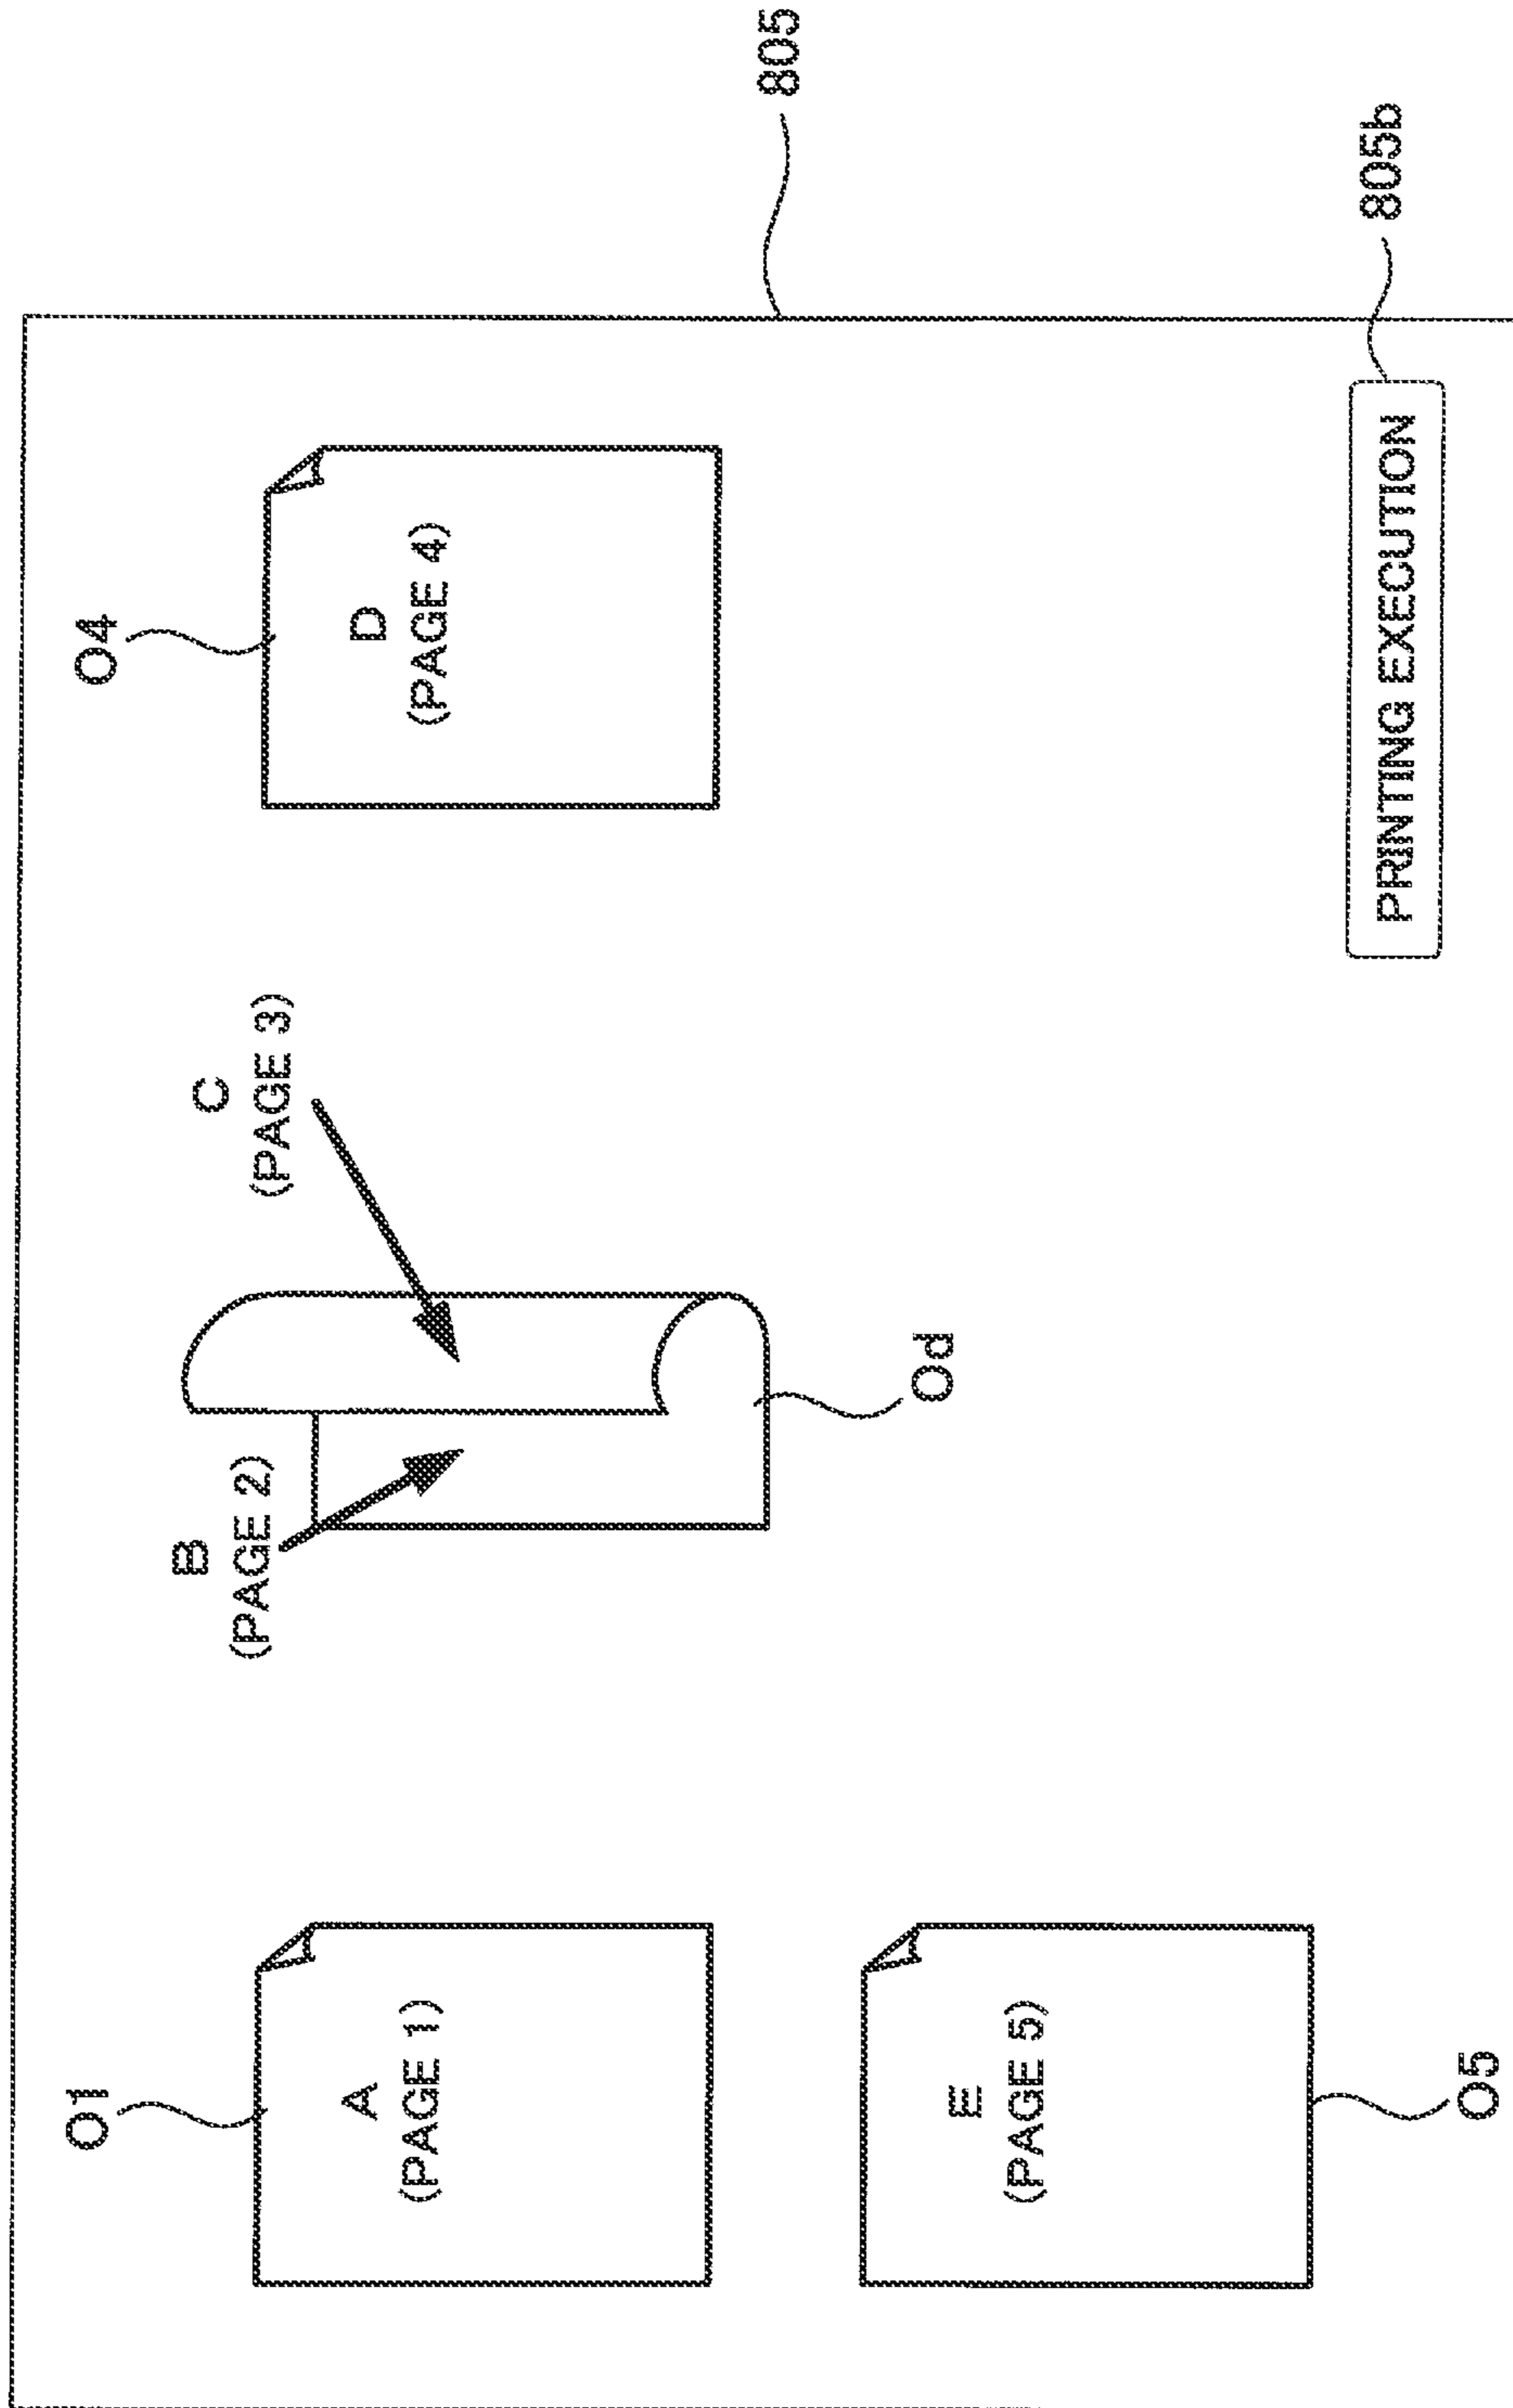 O1
A
(PAGE 1)
B
(PAGE 2)
C
(PAGE 3)
Od
O4
D
(PAGE 4)
805
E
(PAGE 5)
O5
PRINTING EXECUTION
805b